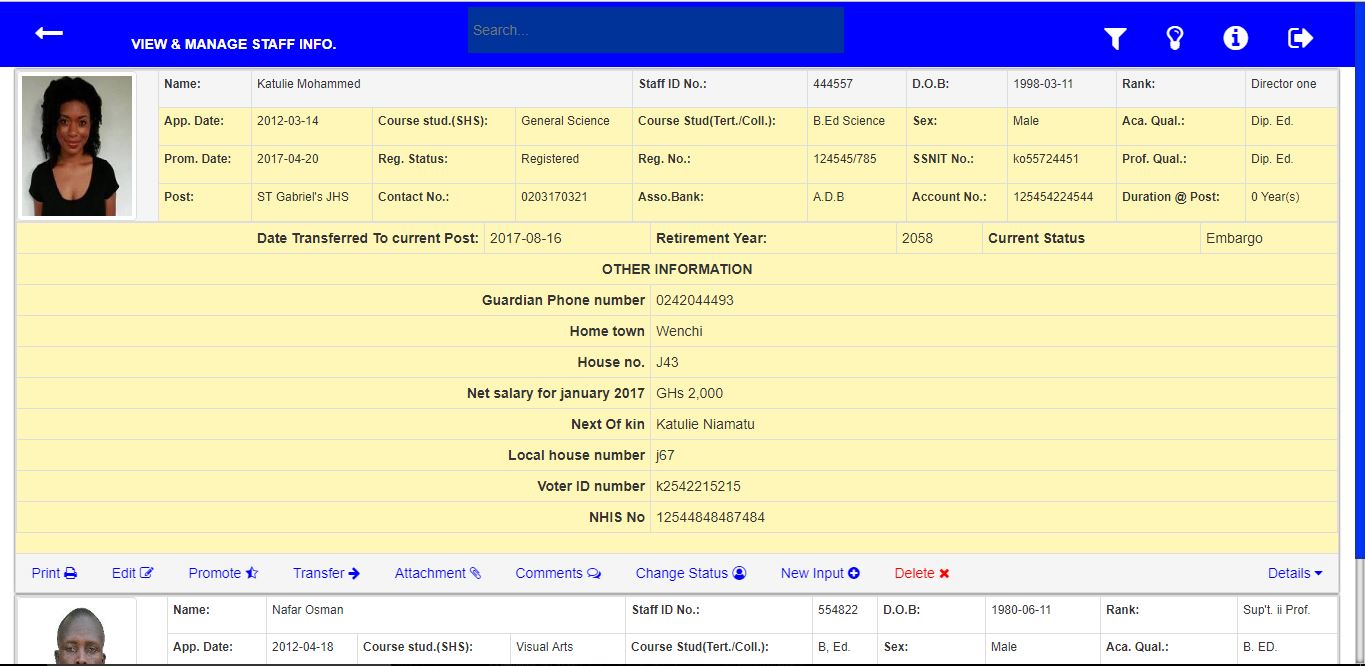 VIEW & MANAGE STAFF INFO. Search...
Name: Katulie Mohammed Staff ID No.: 444557 D.O.B: 1998-03-11 Rank: Director one
App. Date: 2012-03-14 Course stud.(SHS): General Science Course Stud(Tert./Coll.): B.Ed Science Sex: Male Aca. Qual.: Dip. Ed.
Prom. Date: 2017-04-20 Reg. Status: Registered Reg. No.: 124545/785 SSNIT No.: ko55724451 Prof. Qual.: Dip. Ed.
Post: ST Gabriel's JHS Contact No.: 0203170321 Asso.Bank: A.D.B Account No.: 125454224544 Duration @ Post: 0 Year(s)
Date Transferred To current Post: 2017-08-16 Retirement Year: 2058 Current Status Embargo
OTHER INFORMATION
Guardian Phone number 0242044493
Home town Wenchi
House no. J43
Net salary for january 2017 GHs 2,000
Next Of kin Katulie Niamatu
Local house number j67
Voter ID number k2542215215
NHIS No 12544848487484
Print Edit Promote Transfer Attachment Comments Change Status New Input Delete Details
Name: Nafar Osman Staff ID No.: 554822 D.O.B: 1980-06-11 Rank: Sup't. ii Prof.
App. Date: 2012-04-18 Course stud.(SHS): Visual Arts Course Stud(Tert./Coll.): B, Ed. Sex: Male Aca. Qual.: B. ED.